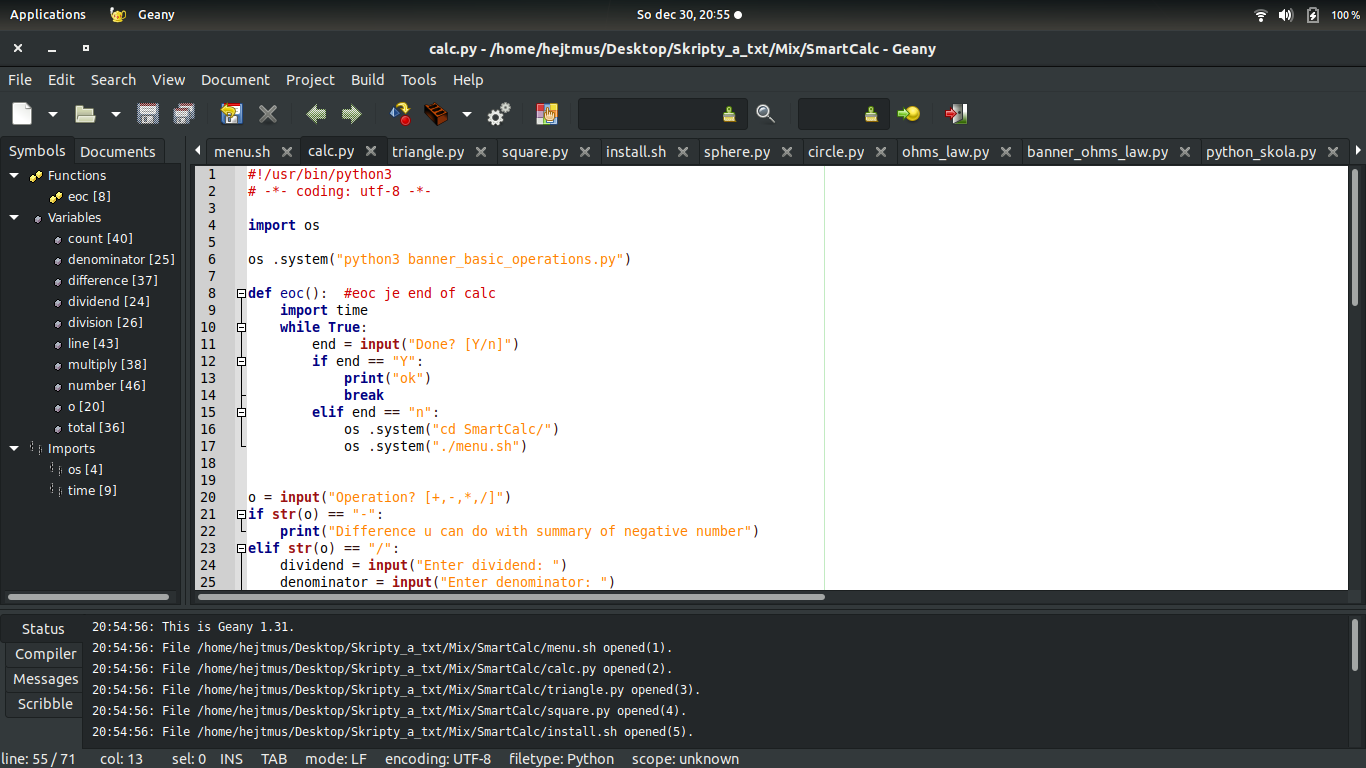 Applications Geany So dec 30, 20:55 100 %
calc.py - /home/hejtmus/Desktop/Skripty_a_txt/Mix/SmartCalc - Geany
File Edit Search View Document Project Build Tools Help
Symbols Documents
menu.sh calc.py triangle.py square.py install.sh sphere.py circle.py ohms_law.py banner_ohms_law.py python_skola.py
Functions
eoc [8]
Variables
count [40]
denominator [25]
difference [37]
dividend [24]
division [26]
line [43]
multiply [38]
number [46]
o [20]
total [36]
Imports
os [4]
time [9]
1 #!/usr/bin/python3
2 # -*- coding: utf-8 -*-
3
4 import os
5
6 os .system("python3 banner_basic_operations.py")
7
8 def eoc():  #eoc je end of calc
9     import time
10     while True:
11         end = input("Done? [Y/n]")
12         if end == "Y":
13             print("ok")
14             break
15         elif end == "n":
16             os .system("cd SmartCalc/")
17             os .system("./menu.sh")
18
19
20 o = input("Operation? [+,-,*,/]")
21 if str(o) == "-":
22     print("Difference u can do with summary of negative number")
23 elif str(o) == "/":
24     dividend = input("Enter dividend: ")
25     denominator = input("Enter denominator: ")
Status
Compiler
Messages
Scribble
20:54:56: This is Geany 1.31.
20:54:56: File /home/hejtmus/Desktop/Skripty_a_txt/Mix/SmartCalc/menu.sh opened(1).
20:54:56: File /home/hejtmus/Desktop/Skripty_a_txt/Mix/SmartCalc/calc.py opened(2).
20:54:56: File /home/hejtmus/Desktop/Skripty_a_txt/Mix/SmartCalc/triangle.py opened(3).
20:54:56: File /home/hejtmus/Desktop/Skripty_a_txt/Mix/SmartCalc/square.py opened(4).
20:54:56: File /home/hejtmus/Desktop/Skripty_a_txt/Mix/SmartCalc/install.sh opened(5).
line: 55 / 71 col: 13 sel: 0 INS TAB mode: LF encoding: UTF-8 filetype: Python scope: unknown